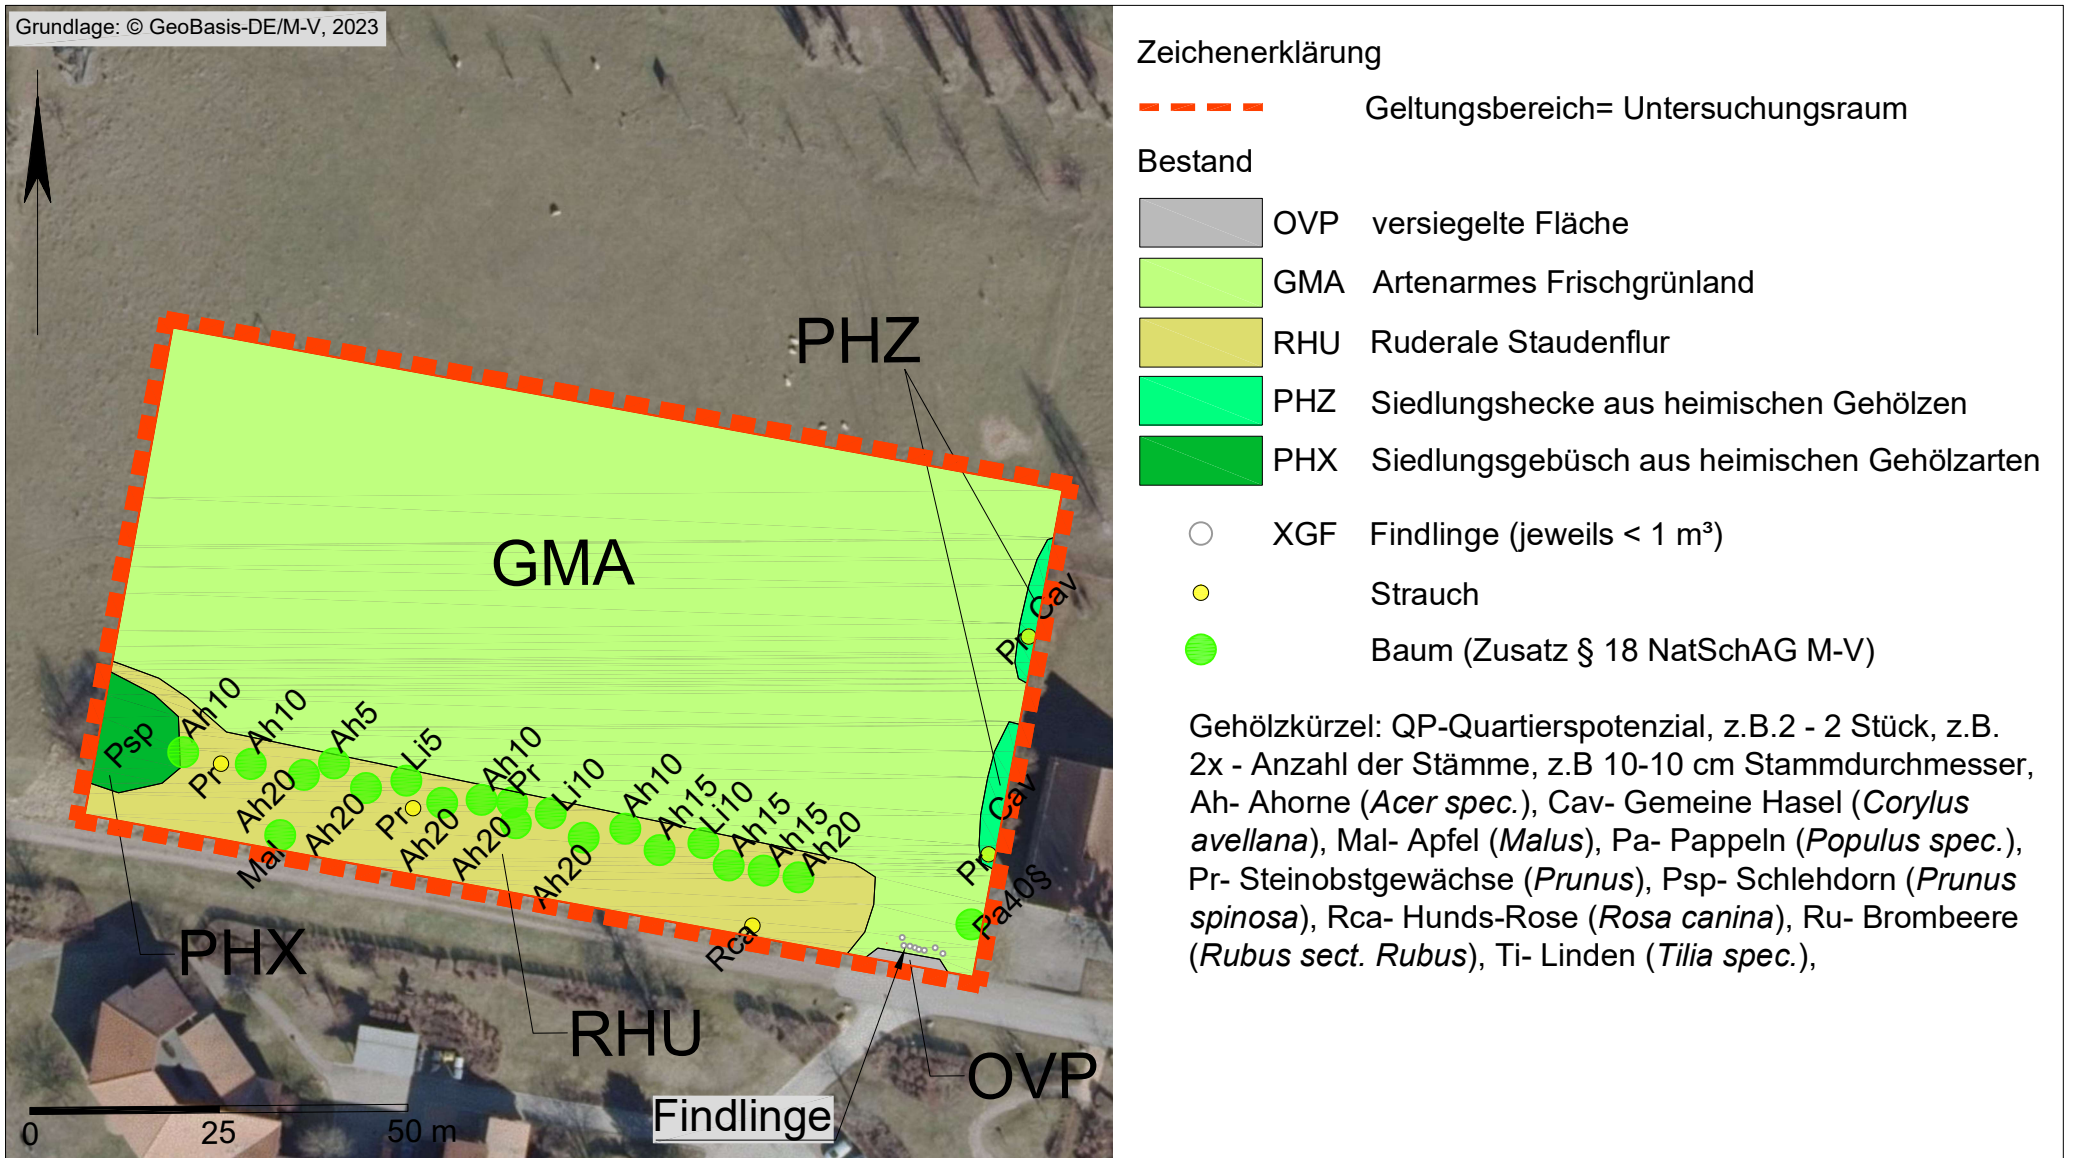 Grundlage: © GeoBasis-DE/M-V, 2023
PHZ
GMA
Cav
Pr
Cav
Pr
Pa40§
Psp
Ah10
Pr
Ah10
Ah20
Mal
Ah5
Ah20
Li5
Pr
Ah20
Ah10
Pr
Ah20
Li10
Ah20
Ah10
Ah15
Li10
Ah15
Ah15
Ah20
Rca
PHX
RHU
OVP
Findlinge
0 25 50 m
Zeichenerklärung
Geltungsbereich= Untersuchungsraum
Bestand
OVP versiegelte Fläche
GMA Artenarmes Frischgrünland
RHU Ruderale Staudenflur
PHZ Siedlungshecke aus heimischen Gehölzen
PHX Siedlungsgebüsch aus heimischen Gehölzarten
XGF Findlinge (jeweils < 1 m³)
Strauch
Baum (Zusatz § 18 NatSchAG M-V)
Gehölzkürzel: QP-Quartierspotenzial, z.B.2 - 2 Stück, z.B.
2x - Anzahl der Stämme, z.B 10-10 cm Stammdurchmesser,
Ah- Ahorne (Acer spec.), Cav- Gemeine Hasel (Corylus
avellana), Mal- Apfel (Malus), Pa- Pappeln (Populus spec.),
Pr- Steinobstgewächse (Prunus), Psp- Schlehdorn (Prunus
spinosa), Rca- Hunds-Rose (Rosa canina), Ru- Brombeere
(Rubus sect. Rubus), Ti- Linden (Tilia spec.),